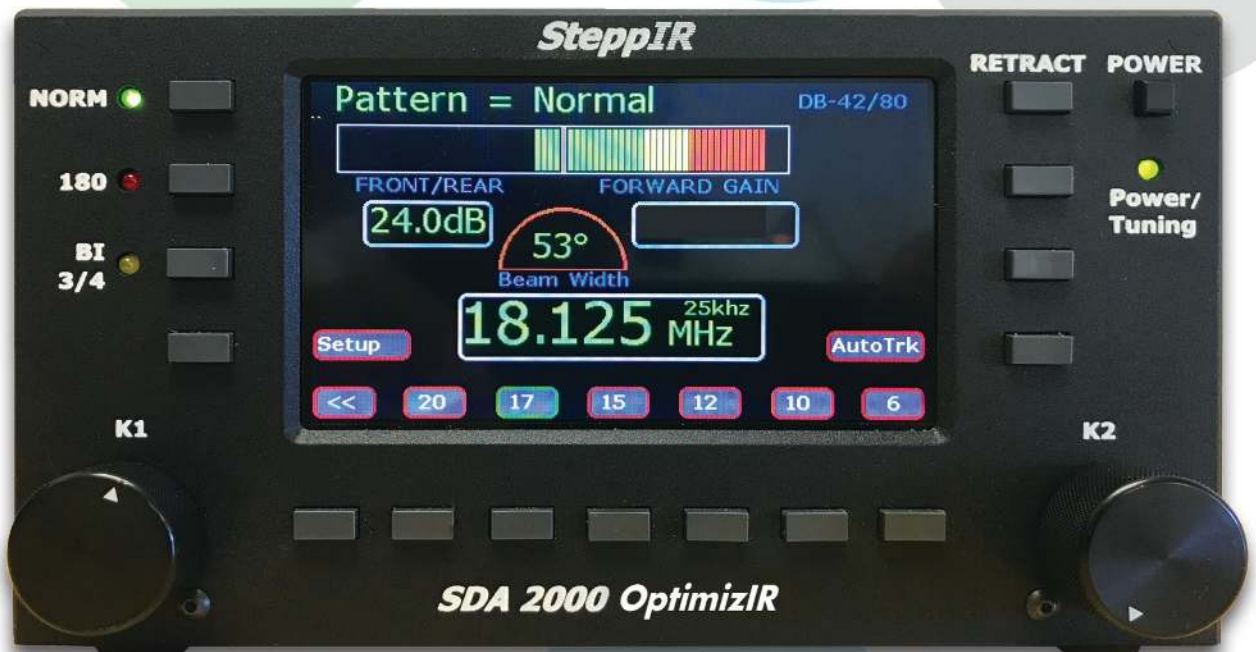 SteppIR
RETRACT POWER
NORM
Pattern = Normal DB-42/80
180
FRONT/REAR FORWARD GAIN
24.0dB
Power/
Tuning
BI
3/4
53°
Beam Width
18.125 25khz
MHz
Setup AutoTrk
<< 20 17 15 12 10 6
K1 K2
SDA 2000 OptimizIR